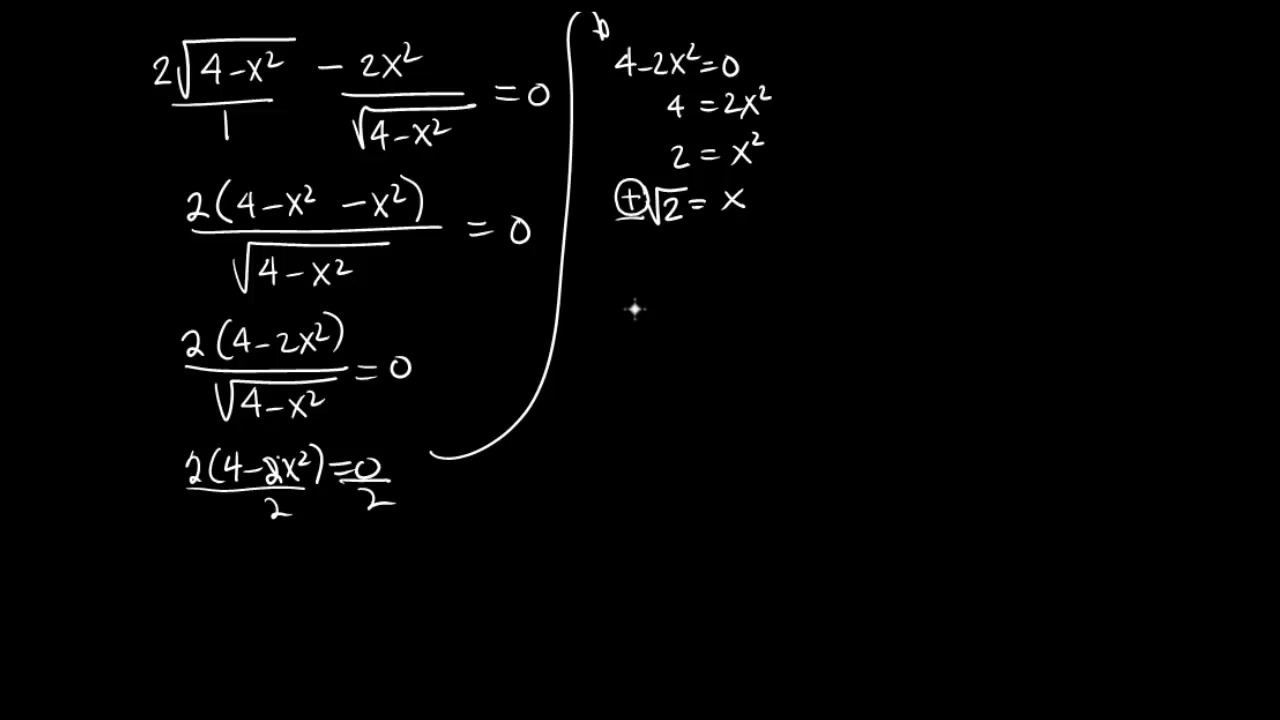 2√(4-x²)/1 - 2x²/√(4-x²) = 0
2(4-x² -x²)/√(4-x²) = 0
2(4-2x²)/√(4-x²) = 0
2(4-2x²)/2 = 0/2
4-2x²=0
4 = 2x²
2 = x²
±√2 = x